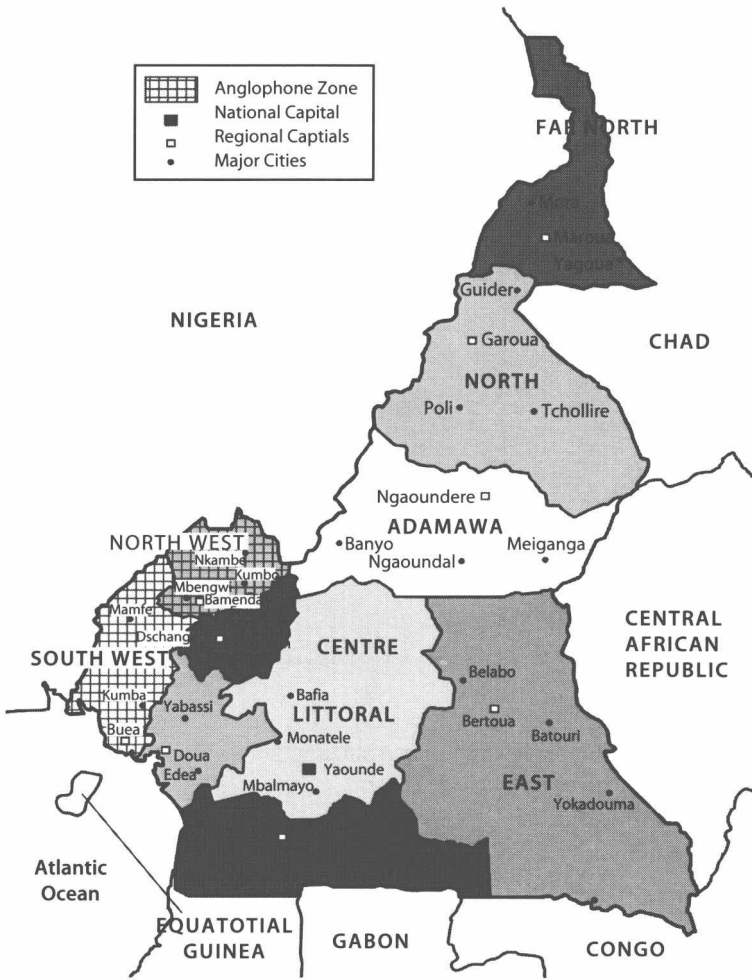 Anglophone Zone
National Capital
Regional Captials
Major Cities
FAR NORTH
Mora
Maroua
Yagoua
Guider
NIGERIA
Garoua
CHAD
NORTH
Poli
Tchollire
Ngaoundere
ADAMAWA
NORTH WEST
Banyo
Nkambe
Ngaoundal
Meiganga
Kumbo
Mbengwi
Bamenda
Mamfe
Dschang
CENTRE
CENTRAL
AFRICAN
REPUBLIC
SOUTH WEST
Belabo
Kumba
Bafia
Yabassi
LITTORAL
Bertoua
Buea
Batouri
Monatele
Doua
Edea
Yaounde
EAST
Mbalmayo
Yokadouma
Atlantic
Ocean
EQUATOTIAL
GUINEA
GABON
CONGO